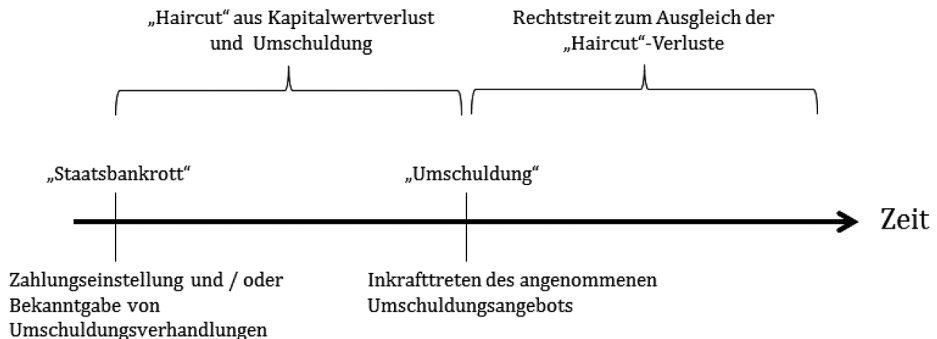 „Haircut“ aus Kapitalwertverlust
und Umschuldung
Rechtstreit zum Ausgleich der
„Haircut“-Verluste
„Staatsbankrott“
„Umschuldung“
Zeit
Zahlungseinstellung und / oder
Bekanntgabe von
Umschuldungsverhandlungen
Inkrafttreten des angenommenen
Umschuldungsangebots